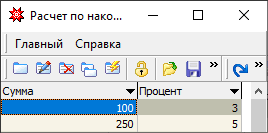 Расчет по нако...
Главный Справка
Сумма Процент
100 3
250 5